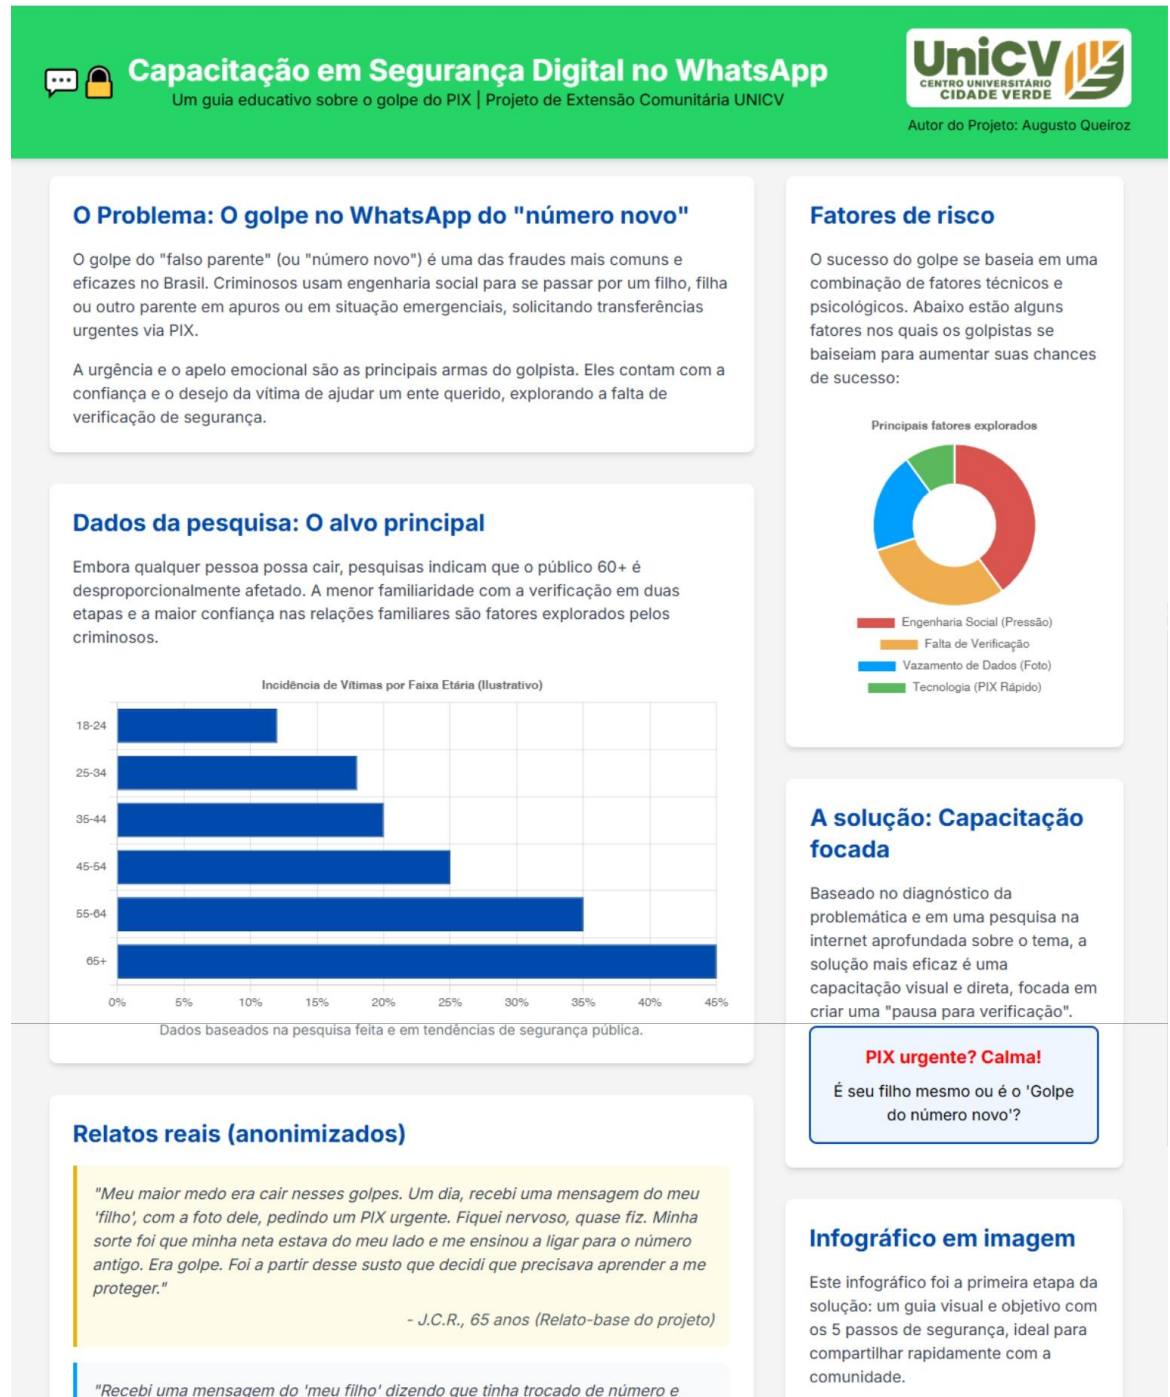 Capacitação em Segurança Digital no WhatsApp
Um guia educativo sobre o golpe do PIX | Projeto de Extensão Comunitária UNICV
UniCV
CENTRO UNIVERSITÁRIO
CIDADE VERDE
Autor do Projeto: Augusto Queiroz
O Problema: O golpe no WhatsApp do "número novo"
O golpe do "falso parente" (ou "número novo") é uma das fraudes mais comuns e
eficazes no Brasil. Criminosos usam engenharia social para se passar por um filho, filha
ou outro parente em apuros ou em situação emergenciais, solicitando transferências
urgentes via PIX.
A urgência e o apelo emocional são as principais armas do golpista. Eles contam com a
confiança e o desejo da vítima de ajudar um ente querido, explorando a falta de
verificação de segurança.
Dados da pesquisa: O alvo principal
Embora qualquer pessoa possa cair, pesquisas indicam que o público 60+ é
desproporcionalmente afetado. A menor familiaridade com a verificação em duas
etapas e a maior confiança nas relações familiares são fatores explorados pelos
criminosos.
Incidência de Vítimas por Faixa Etária (Ilustrativo)
18-24
25-34
35-44
45-54
55-64
65+
0% 5% 10% 15% 20% 25% 30% 35% 40% 45%
Dados baseados na pesquisa feita e em tendências de segurança pública.
Relatos reais (anonimizados)
"Meu maior medo era cair nesses golpes. Um dia, recebi uma mensagem do meu
'filho', com a foto dele, pedindo um PIX urgente. Fiquei nervoso, quase fiz. Minha
sorte foi que minha neta estava do meu lado e me ensinou a ligar para o número
antigo. Era golpe. Foi a partir desse susto que decidi que precisava aprender a me
proteger."
- J.C.R., 65 anos (Relato-base do projeto)
"Recebi uma mensagem do 'meu filho' dizendo que tinha trocado de número e
Fatores de risco
O sucesso do golpe se baseia em uma
combinação de fatores técnicos e
psicológicos. Abaixo estão alguns
fatores nos quais os golpistas se
baiseiam para aumentar suas chances
de sucesso:
Principais fatores explorados
Engenharia Social (Pressão)
Falta de Verificação
Vazamento de Dados (Foto)
Tecnologia (PIX Rápido)
A solução: Capacitação
focada
Baseado no diagnóstico da
problemática e em uma pesquisa na
internet aprofundada sobre o tema, a
solução mais eficaz é uma
capacitação visual e direta, focada em
criar uma "pausa para verificação".
PIX urgente? Calma!
É seu filho mesmo ou é o 'Golpe
do número novo'?
Infográfico em imagem
Este infográfico foi a primeira etapa da
solução: um guia visual e objetivo com
os 5 passos de segurança, ideal para
compartilhar rapidamente com a
comunidade.